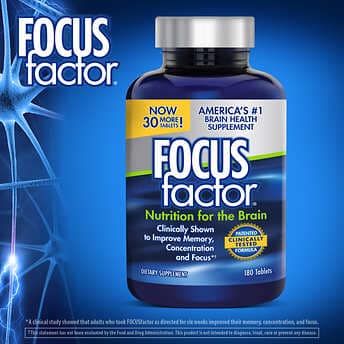 FOCUS
factor®
NOW
30 MORE
TABLETS!
AMERICA'S #1
BRAIN HEALTH
SUPPLEMENT
FOCUS
factor®
Nutrition for the Brain
Clinically Shown
to Improve Memory,
Concentration
and Focus*†
PATENTED
CLINICALLY
TESTED
FORMULA
DIETARY SUPPLEMENT
180 Tablets
*A clinical study showed that adults who took FOCUSfactor as directed for six weeks improved their memory, concentration, and focus.
†This statement has not been evaluated by the Food and Drug Administration. This product is not intended to diagnose, treat, cure or prevent any disease.